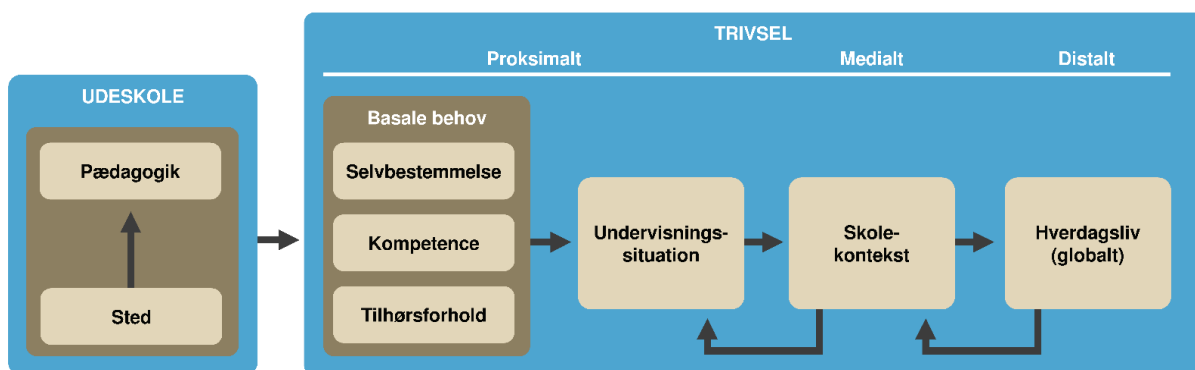 UDESKOLE
Pædagogik
Sted
TRIVSEL
Proksimalt
Medialt
Distalt
Basale behov
Selvbestemmelse
Kompetence
Tilhørsforhold
Undervisnings-
situation
Skole-
kontekst
Hverdagsliv
(globalt)